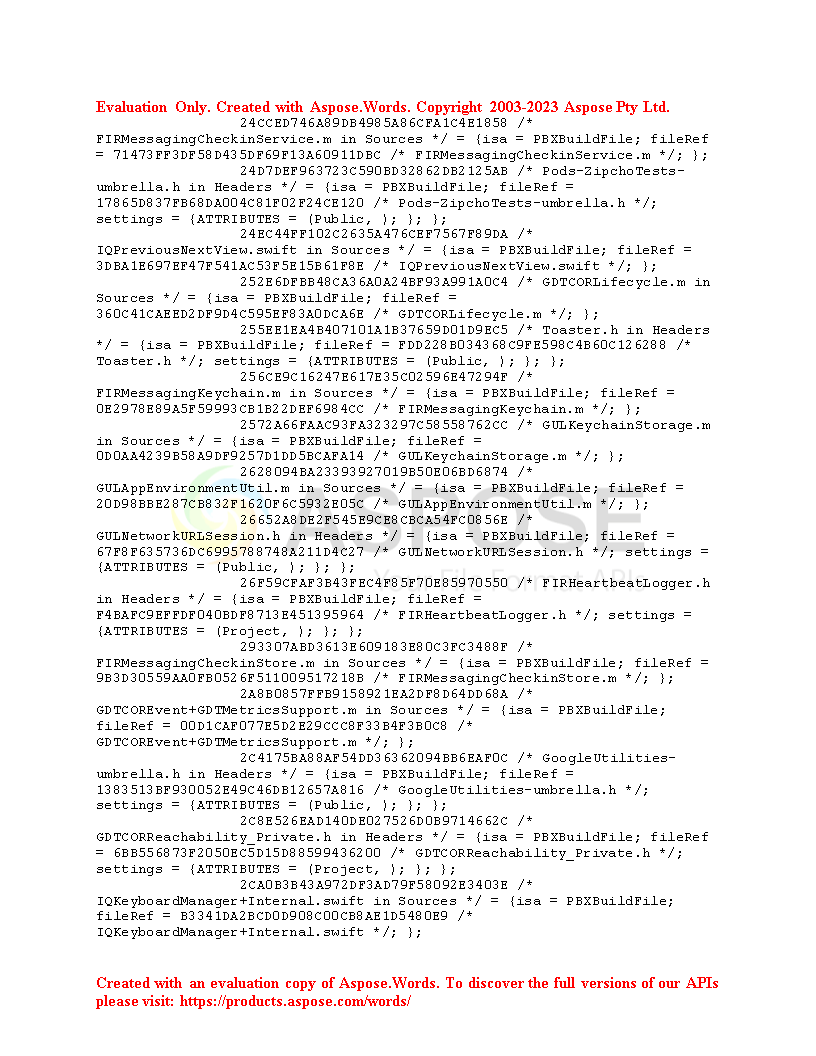 Evaluation Only. Created with Aspose.Words. Copyright 2003-2023 Aspose Pty Ltd.
24CCED746A89DB4985A86CFA1C4E1858 /*
FIRMessagingCheckinService.m in Sources */ = {isa = PBXBuildFile; fileRef
= 71473FF3DF58D435DF69F13A60911DBC /* FIRMessagingCheckinService.m */; };
24D7DEF963723C590BD32862DB2125AB /* Pods-ZipchoTests-
umbrella.h in Headers */ = {isa = PBXBuildFile; fileRef =
17865D837FB68DA004C81F02F24CE120 /* Pods-ZipchoTests-umbrella.h */;
settings = {ATTRIBUTES = (Public, ); }; };
24EC44FF102C2635A476CEF7567F89DA /*
IQPreviousNextView.swift in Sources */ = {isa = PBXBuildFile; fileRef =
3DBA1E697EF47F541AC53F5E15B61F8E /* IQPreviousNextView.swift */; };
252E6DFBB48CA36A0A24BF93A991A0C4 /* GDTCORLifecycle.m in
Sources */ = {isa = PBXBuildFile; fileRef =
360C41CAEED2DF9D4C595EF83A0DCA6E /* GDTCORLifecycle.m */; };
255EE1EA4B407101A1B37659D01D9EC5 /* Toaster.h in Headers
*/ = {isa = PBXBuildFile; fileRef = FDD228B034368C9FE598C4B60C126288 /*
Toaster.h */; settings = {ATTRIBUTES = (Public, ); }; };
256CE9C16247E617E35C02596E47294F /*
FIRMessagingKeychain.m in Sources */ = {isa = PBXBuildFile; fileRef =
0E2978E89A5F59993CB1B22DEF6984CC /* FIRMessagingKeychain.m */; };
2572A66FAAC93FA323297C58558762CC /* GULKeychainStorage.m
in Sources */ = {isa = PBXBuildFile; fileRef =
0D0AA4239B58A9DF9257D1DD5BCAFA14 /* GULKeychainStorage.m */; };
2628094BA23393927019B50E06BD6874 /*
GULAppEnvironmentUtil.m in Sources */ = {isa = PBXBuildFile; fileRef =
20D98BBE287CB832F1620F6C5932E05C /* GULAppEnvironmentUtil.m */; };
26652A8DE2F545E9CE8CBCA54FC0856E /*
GULNetworkURLSession.h in Headers */ = {isa = PBXBuildFile; fileRef =
67F8F635736DC6995788748A211D4C27 /* GULNetworkURLSession.h */; settings =
{ATTRIBUTES = (Public, ); }; };
26F59CFAF3B43FEC4F85F70E85970550 /* FIRHeartbeatLogger.h
in Headers */ = {isa = PBXBuildFile; fileRef =
F4BAFC9EFFDF040BDF8713E451395964 /* FIRHeartbeatLogger.h */; settings =
{ATTRIBUTES = (Project, ); }; };
293307ABD3613E609183E80C3FC3488F /*
FIRMessagingCheckinStore.m in Sources */ = {isa = PBXBuildFile; fileRef =
9B3D30559AA0FB0526F511009517218B /* FIRMessagingCheckinStore.m */; };
2A8B0857FFB9158921EA2DF8D64DD68A /*
GDTCOREvent+GDTMetricsSupport.m in Sources */ = {isa = PBXBuildFile;
fileRef = 00D1CAF077E5D2E29CCC8F33B4F3B0C8 /*
GDTCOREvent+GDTMetricsSupport.m */; };
2C4175BA88AF54DD36362094BB6EAF0C /* GoogleUtilities-
umbrella.h in Headers */ = {isa = PBXBuildFile; fileRef =
1383513BF930052E49C46DB12657A816 /* GoogleUtilities-umbrella.h */;
settings = {ATTRIBUTES = (Public, ); }; };
2C8E526EAD140DE027526D0B9714662C /*
GDTCORReachability_Private.h in Headers */ = {isa = PBXBuildFile; fileRef
= 6BB556873F2050EC5D15D88599436200 /* GDTCORReachability_Private.h */;
settings = {ATTRIBUTES = (Project, ); }; };
2CA0B3B43A972DF3AD79F58092E3403E /*
IQKeyboardManager+Internal.swift in Sources */ = {isa = PBXBuildFile;
fileRef = B3341DA2BCD0D908C00CB8AE1D5480E9 /*
IQKeyboardManager+Internal.swift */; };
ASPOSE
Your File Format APIs
Created with an evaluation copy of Aspose.Words. To discover the full versions of our APIs
please visit: https://products.aspose.com/words/